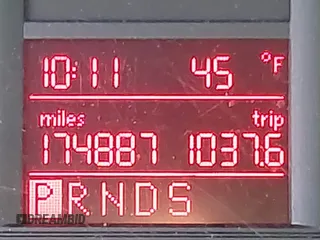 10:11 45 °F
miles trip
174887 1037.6
PRNDS
DREAMBID